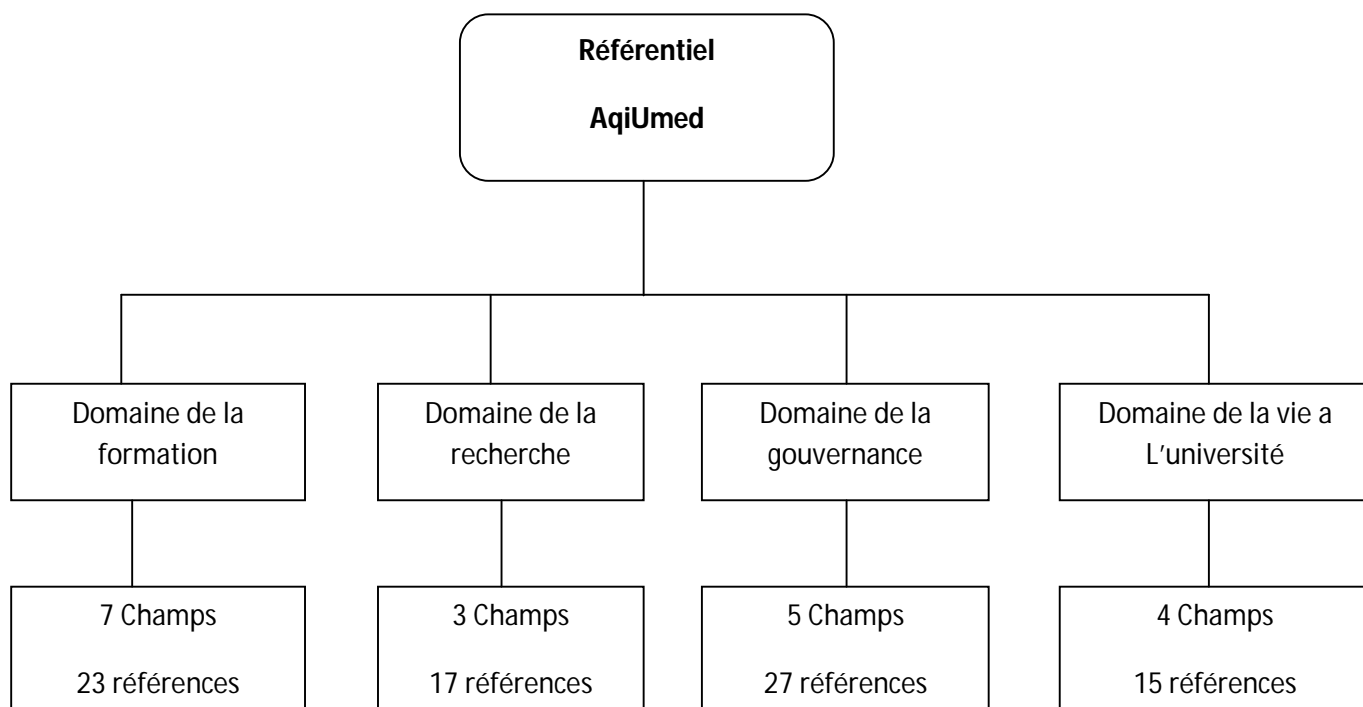 Référentiel
AqiUmed
Domaine de la
formation
Domaine de la
recherche
Domaine de la
gouvernance
Domaine de la vie a
L'université
7 Champs
23 références
3 Champs
17 références
5 Champs
27 références
4 Champs
15 références